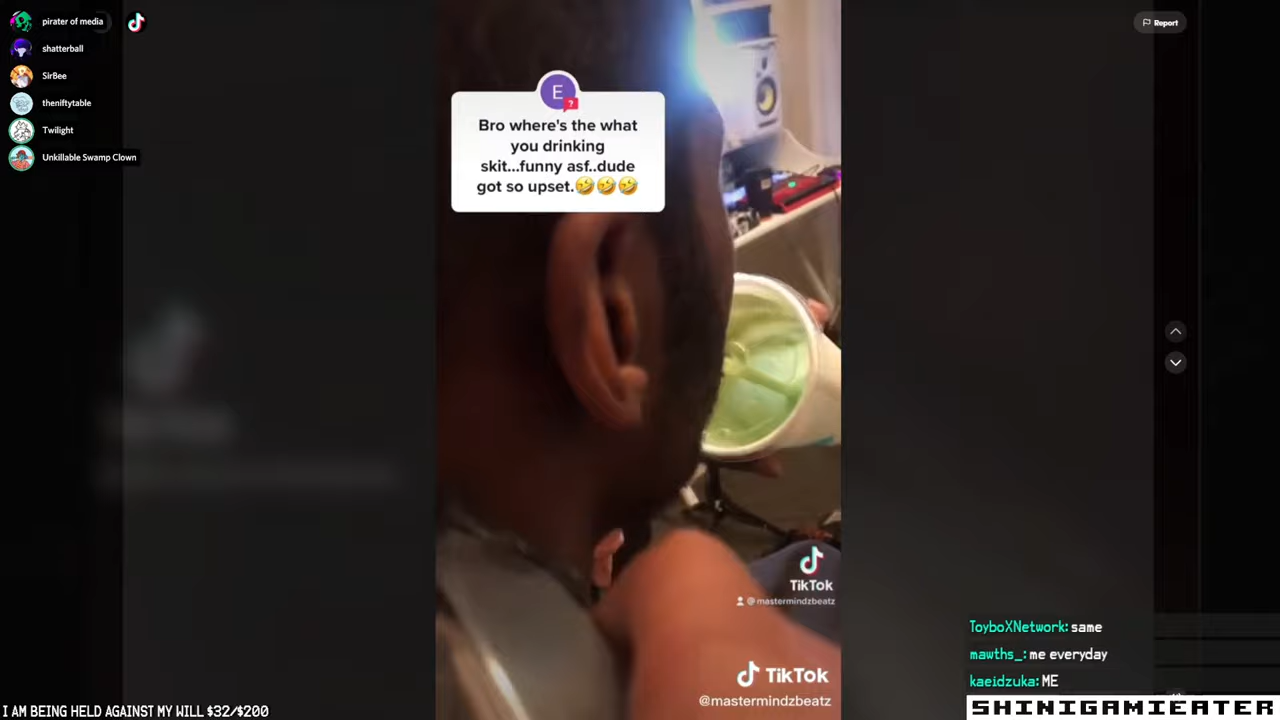 pirater of media
shatterball
SirBee
theniftytable
Twilight
Unkillable Swamp Clown
Report
E
?
Bro where's the what
you drinking
skit...funny asf..dude
got so upset.🤣🤣🤣
TikTok
@mastermindzbeatz
TikTok
@mastermindzbeatz
ToyboXNetwork: same
mawths_: me everyday
kaeidzuka: ME
I AM BEING HELD AGAINST MY WILL $32/$200
SHINIGAMIEATER